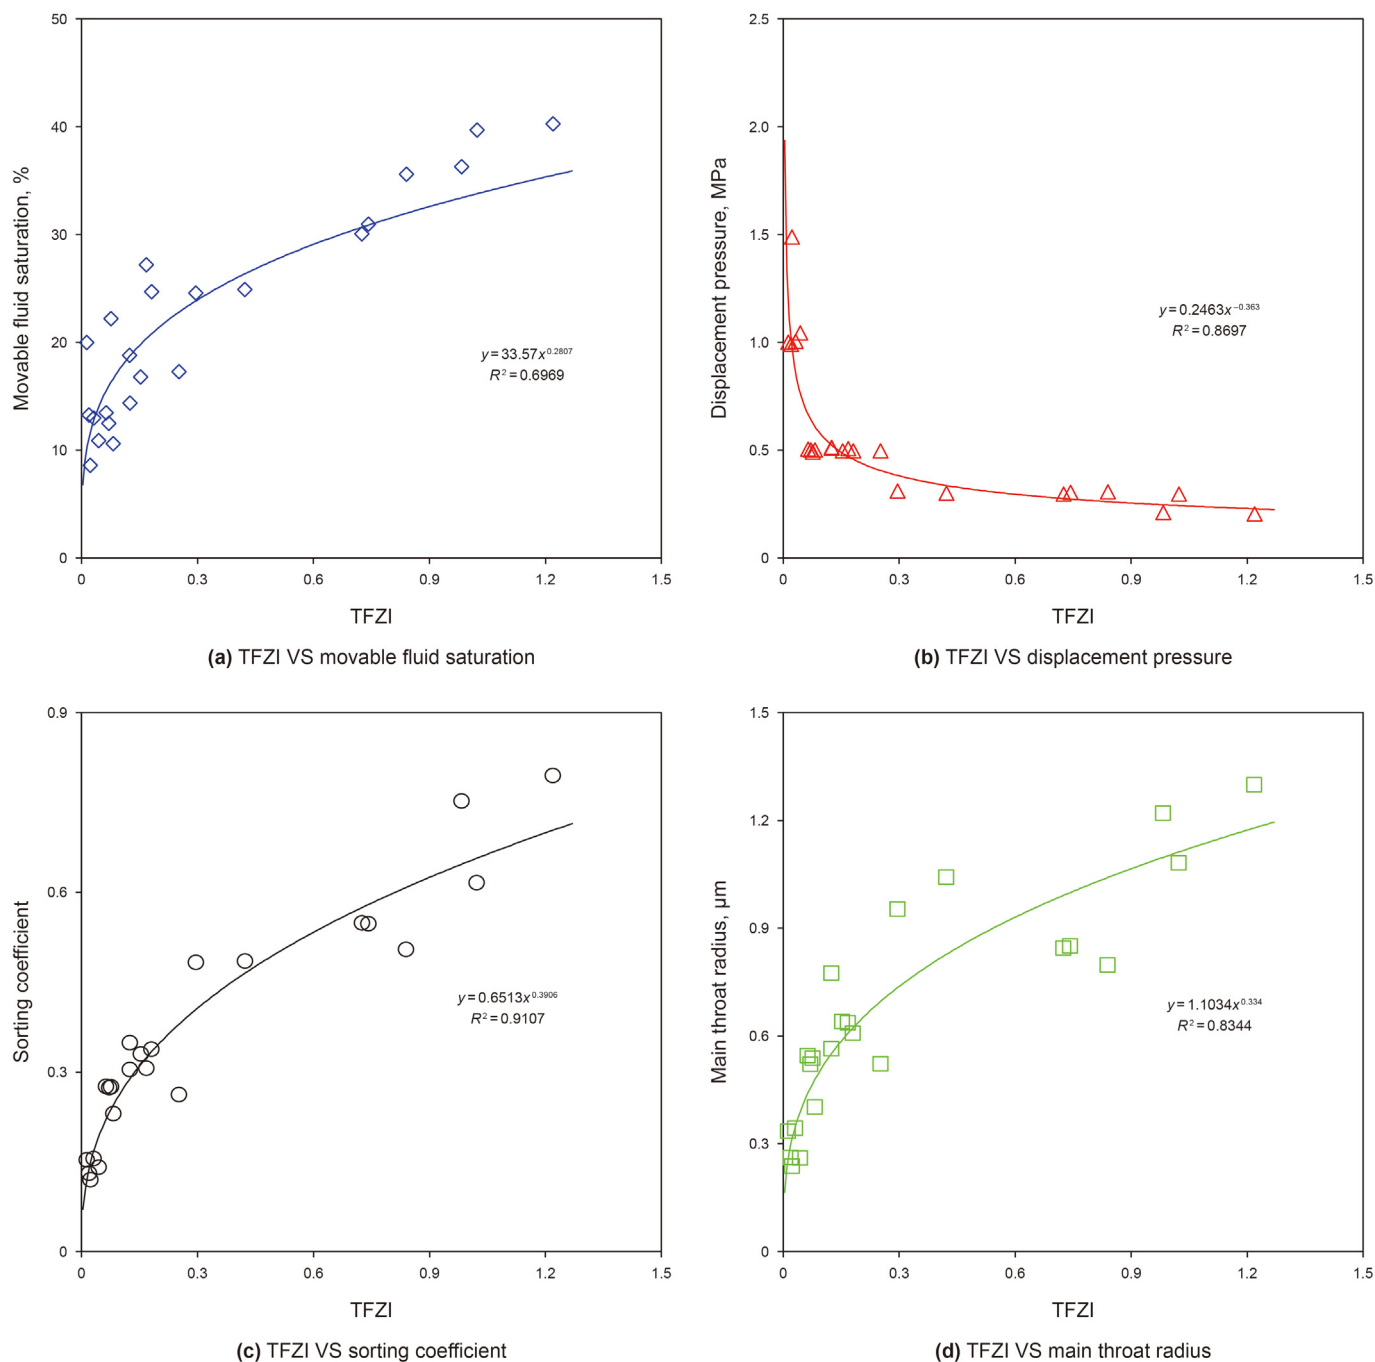 50
40
30
20
10
0
Movable fluid saturation, %
y = 33.57x^0.2807
R² = 0.6969
0 0.3 0.6 0.9 1.2 1.5
TFZI
(a) TFZI VS movable fluid saturation
2.5
2.0
1.5
1.0
0.5
0
Displacement pressure, MPa
y = 0.2463x^−0.363
R² = 0.8697
0 0.3 0.6 0.9 1.2 1.5
TFZI
(b) TFZI VS displacement pressure
0.9
0.6
0.3
0
Sorting coefficient
y = 0.6513x^0.3906
R² = 0.9107
0 0.3 0.6 0.9 1.2 1.5
TFZI
(c) TFZI VS sorting coefficient
1.5
1.2
0.9
0.6
0.3
0
Main throat radius, μm
y = 1.1034x^0.334
R² = 0.8344
0 0.3 0.6 0.9 1.2 1.5
TFZI
(d) TFZI VS main throat radius